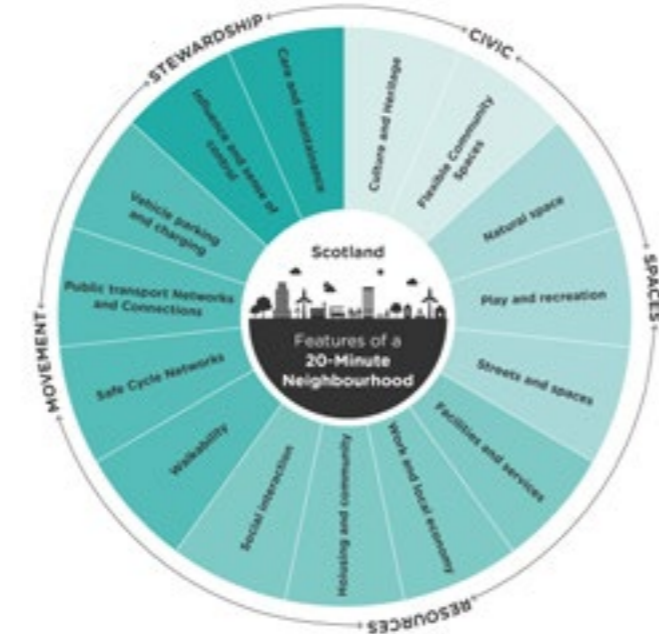 STEWARDSHIP
CIVIC
SPACES
RESOURCES
MOVEMENT
Care and maintainance
Culture and Heritage
Flexible Community
Spaces
Natural space
Play and recreation
Streets and spaces
Facilities and services
Work and local economy
Holusing and community
Social interaction
Walkability
Safe Cycle Networks
Public transport Networks
and Connections
Vehicle parking
and charging
Influence and sense of
control
Scotland
Features of a
20-Minute
Neighbourhood